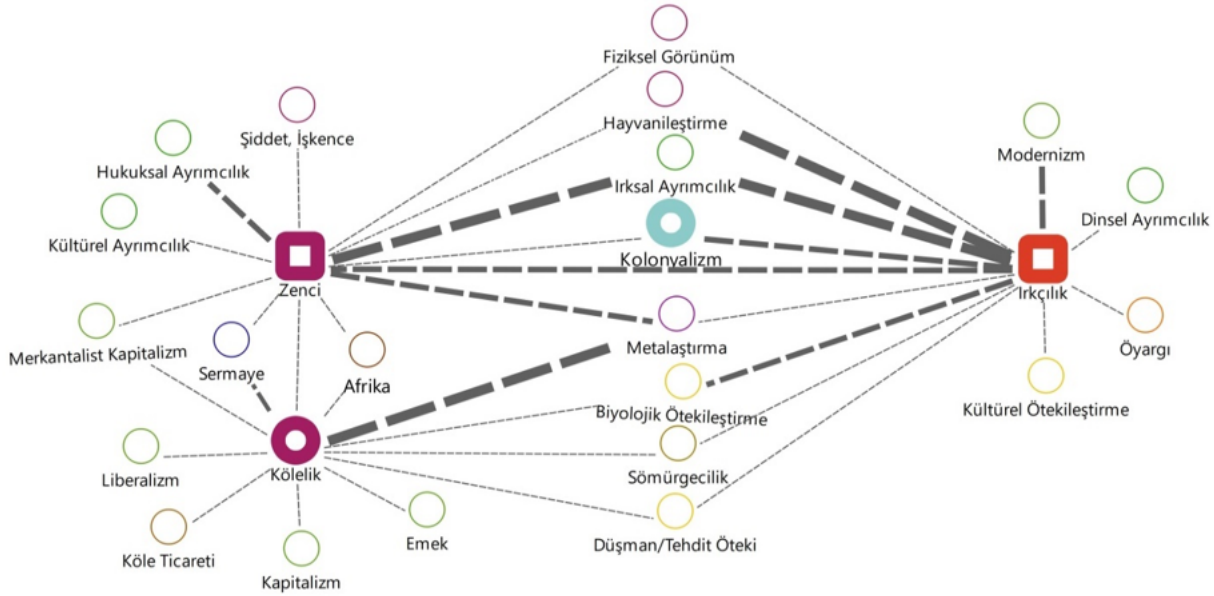 Fiziksel Görünüm
Hayvanileştirme
Şiddet, İşkence
Modernizm
Hukuksal Ayrımcılık
Irksal Ayrımcılık
Dinsel Ayrımcılık
Kültürel Ayrımcılık
Kolonyalizm
Zenci
Irkçılık
Merkantalist Kapitalizm
Sermaye
Afrika
Metalaştırma
Öyargı
Biyolojik Ötekileştirme
Kültürel Ötekileştirme
Liberalizm
Kölelik
Sömürgecilik
Köle Ticareti
Emek
Düşman/Tehdit Öteki
Kapitalizm